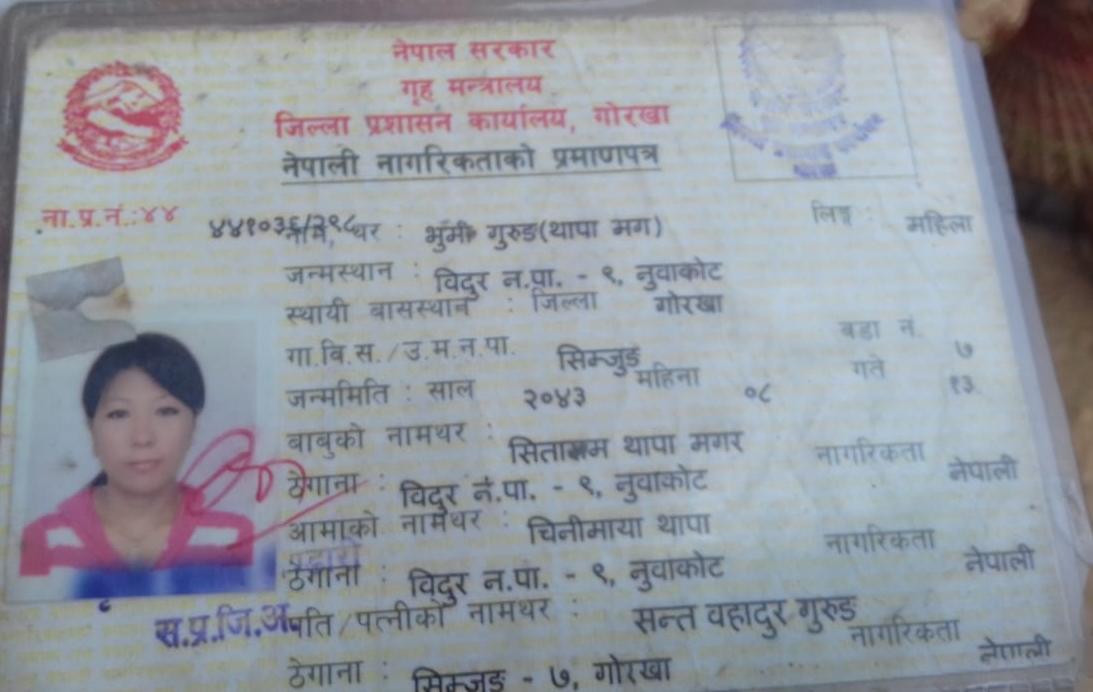 नेपाल सरकार
गृह मन्त्रालय
जिल्ला प्रशासन कार्यालय, गोरखा
नेपाली नागरिकताको प्रमाणपत्र
ना.प्र.नं.:४४ ४४१०३६/२९८ थर : भुमी गुरुङ(थापा मग) लिङ्ग : महिला
जन्मस्थान : विदुर न.पा. - ९, नुवाकोट
स्थायी बासस्थान : जिल्ला गोरखा
गा.वि.स./उ.म.न.पा. सिम्जुङ वडा नं. ७
जन्ममिति : साल २०४३ महिना ०८ गते १३
बाबुको नामथर : सिताराम थापा मगर नागरिकता नेपाली
ठेगाना : विदुर न.पा. - ९, नुवाकोट
आमाको नामथर : चिनीमाया थापा नागरिकता नेपाली
ठेगाना : विदुर न.पा. - ९, नुवाकोट
स.प्र.जि.अ. पति/पत्नीको नामथर : सन्त वहादुर गुरुङ नागरिकता नेपाली
ठेगाना : सिम्जुङ - ७, गोरखा